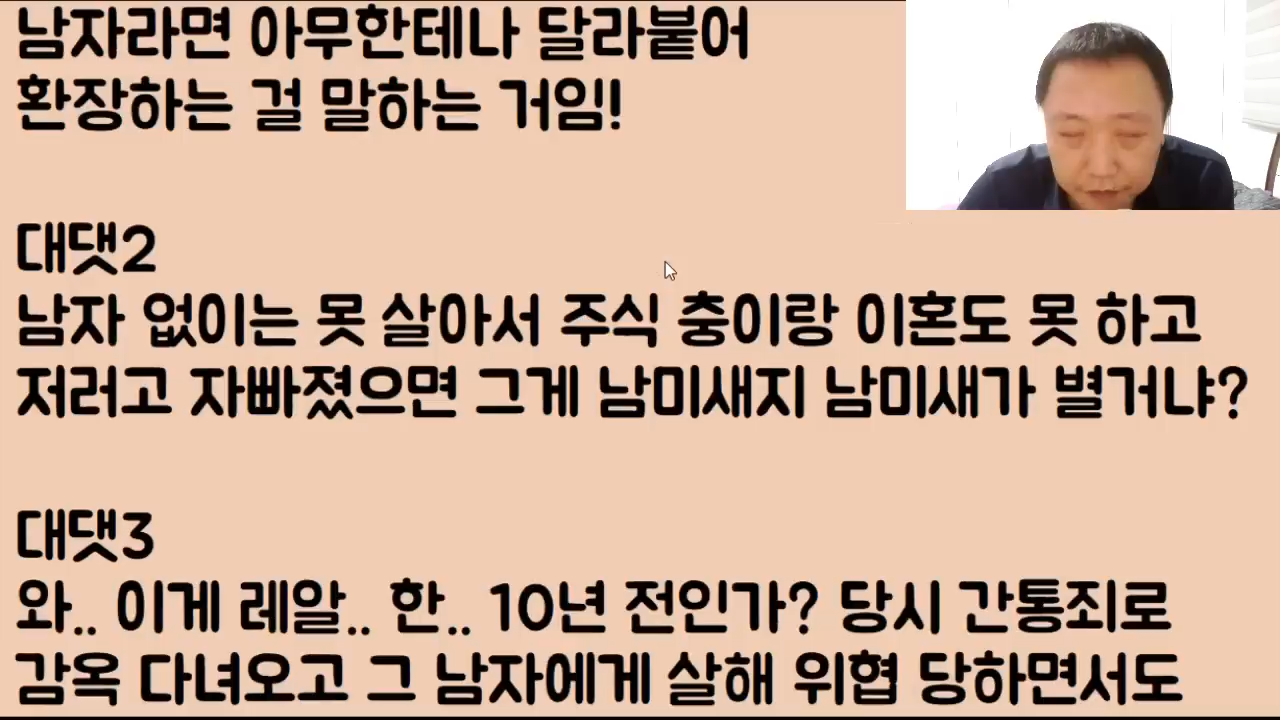 남자라면 아무한테나 달라붙어
환장하는 걸 말하는 거임!
대댓2
남자 없이는 못 살아서 주식 충이랑 이혼도 못 하고
저러고 자빠졌으면 그게 남미새지 남미새가 별거냐?
대댓3
와.. 이게 레알.. 한.. 10년 전인가? 당시 간통죄로
감옥 다녀오고 그 남자에게 살해 위협 당하면서도